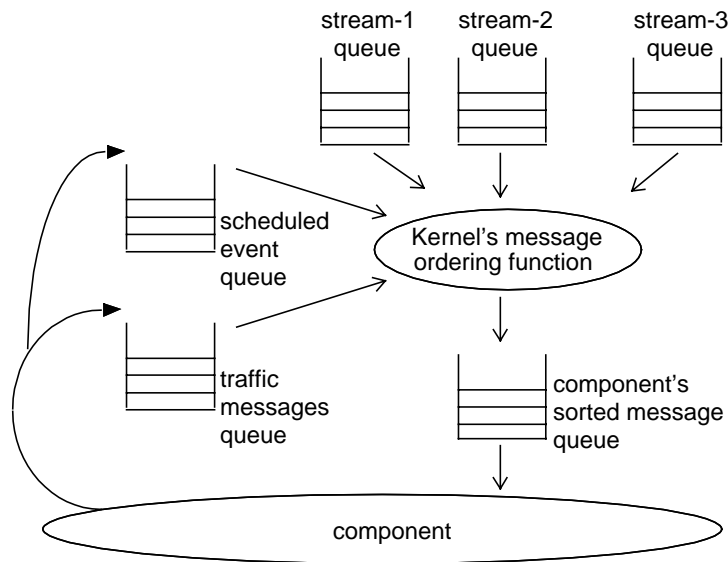 stream-1
queue
stream-2
queue
stream-3
queue
scheduled
event
queue
Kernel's message
ordering function
traffic
messages
queue
component's
sorted message
queue
component